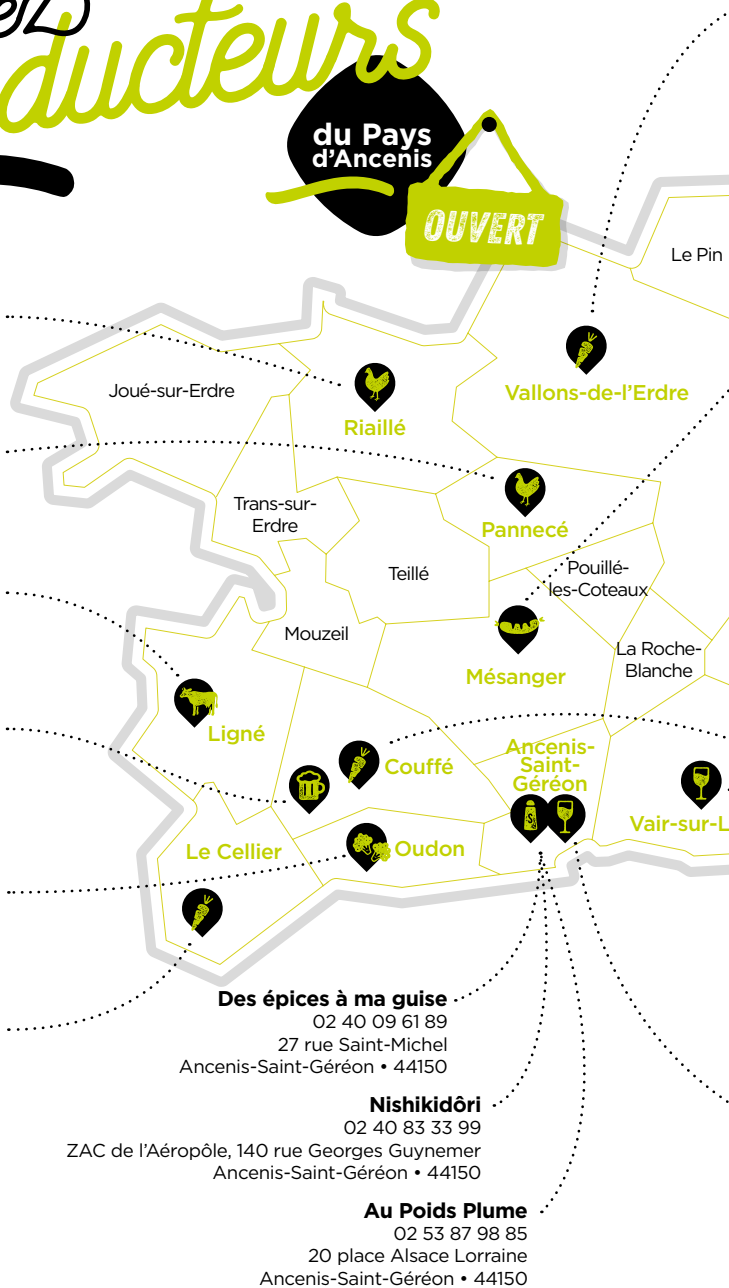 ducteurs
du Pays
d'Ancenis
OUVERT
Le Pin
Joué-sur-Erdre
Vallons-de-l'Erdre
Riaillé
Trans-sur-
Erdre
Pannecé
Teillé
Pouillé-
les-Coteaux
Mouzeil
La Roche-
Blanche
Mésanger
Ligné
Ancenis-
Saint-
Géréon
Couffé
Vair-sur-L
Le Cellier
Oudon
Des épices à ma guise
02 40 09 61 89
27 rue Saint-Michel
Ancenis-Saint-Géréon • 44150
Nishikidôri
02 40 83 33 99
ZAC de l'Aéropôle, 140 rue Georges Guynemer
Ancenis-Saint-Géréon • 44150
Au Poids Plume
02 53 87 98 85
20 place Alsace Lorraine
Ancenis-Saint-Géréon • 44150